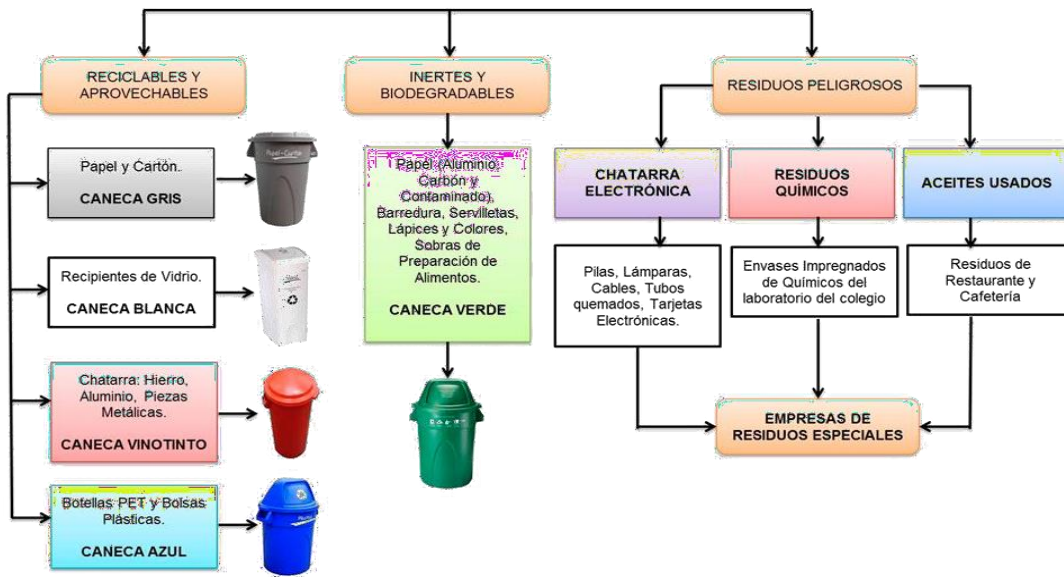 RECICLABLES Y
APROVECHABLES
Papel y Cartón.
CANECA GRIS
Recipientes de Vidrio.
CANECA BLANCA
Chatarra: Hierro,
Aluminio, Piezas
Metálicas.
CANECA VINOTINTO
Botellas PET y Bolsas
Plásticas.
CANECA AZUL
INERTES Y
BIODEGRADABLES
Papel (Aluminio,
Carbón y
Contaminado),
Barredura, Servilletas,
Lápices y Colores,
Sobras de
Preparación de
Alimentos.
CANECA VERDE
RESIDUOS PELIGROSOS
CHATARRA
ELECTRÓNICA
Pilas, Lámparas,
Cables, Tubos
quemados, Tarjetas
Electrónicas.
RESIDUOS
QUÍMICOS
Envases Impregnados
de Químicos del
laboratorio del colegio
ACEITES USADOS
Residuos de
Restaurante y
Cafetería
EMPRESAS DE
RESIDUOS ESPECIALES